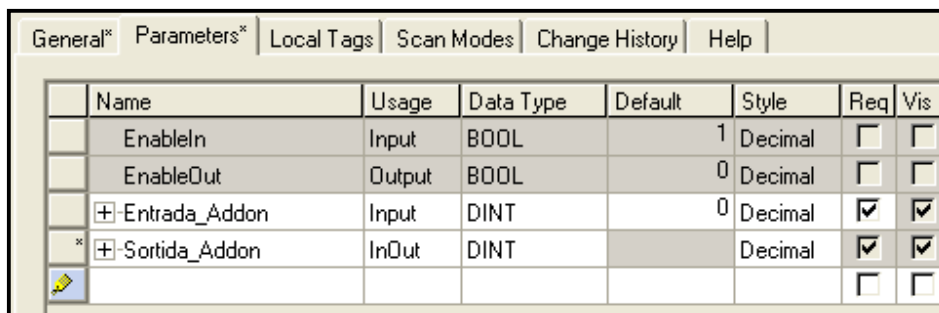 General* Parameters* Local Tags Scan Modes Change History Help
Name Usage Data Type Default Style Req Vis
EnableIn Input BOOL 1 Decimal
EnableOut Output BOOL 0 Decimal
Entrada_Addon Input DINT 0 Decimal
* Sortida_Addon InOut DINT Decimal